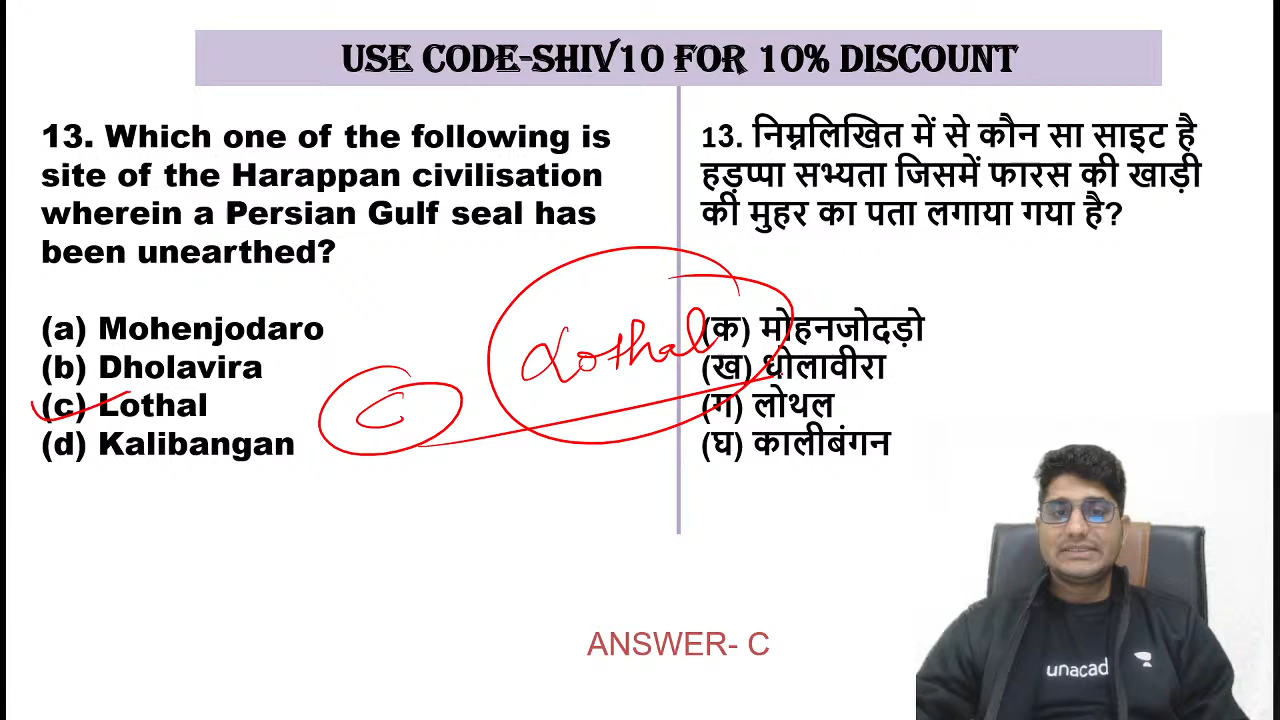 USE CODE-SHIV10 FOR 10% DISCOUNT
13. Which one of the following is
site of the Harappan civilisation
wherein a Persian Gulf seal has
been unearthed?
(a) Mohenjodaro
(b) Dholavira
(c) Lothal
(d) Kalibangan
C
Lothal
13. निम्नलिखित में से कौन सा साइट है
हड़प्पा सभ्यता जिसमें फारस की खाड़ी
की मुहर का पता लगाया गया है?
(क) मोहनजोदड़ो
(ख) धोलावीरा
(ग) लोथल
(घ) कालीबंगन
ANSWER- C
unacad